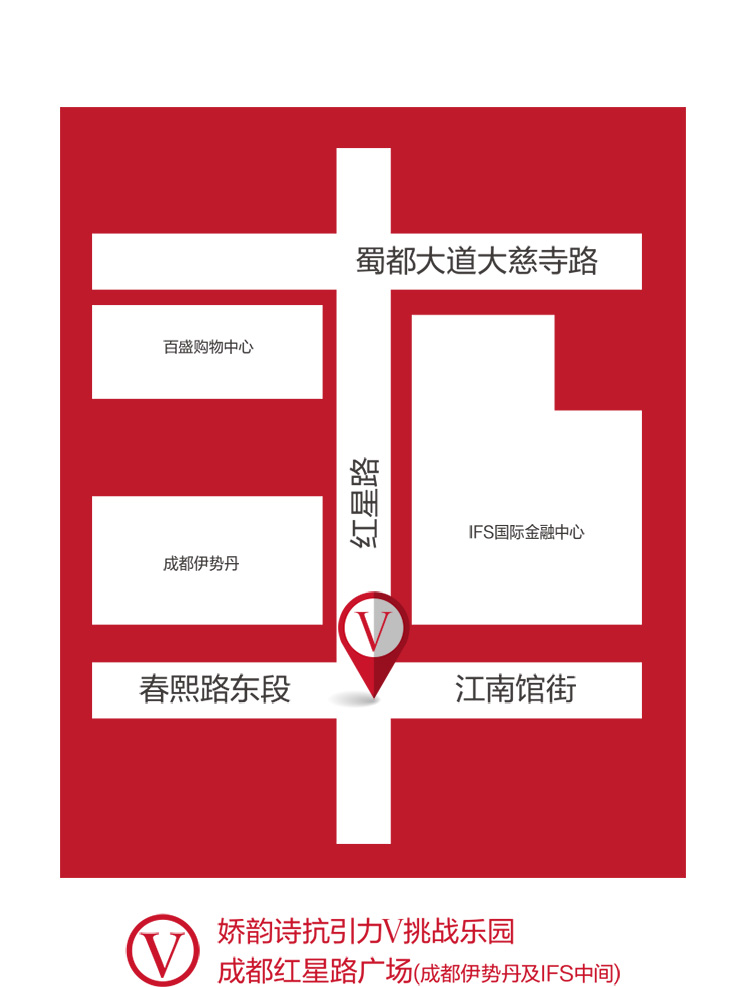 蜀都大道大慈寺路
百盛购物中心
红星路
IFS国际金融中心
成都伊势丹
V
春熙路东段
江南馆街
V
娇韵诗抗引力V挑战乐园
成都红星路广场(成都伊势丹及IFS中间)